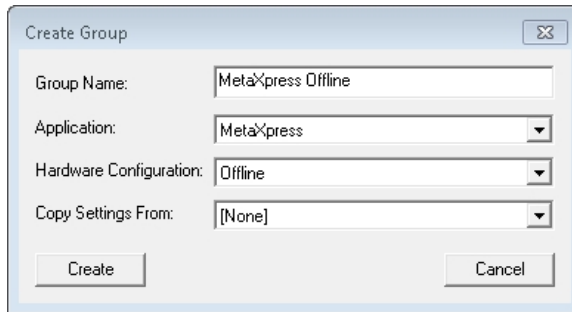 Create Group
Group Name: MetaXpress Offline
Application: MetaXpress
Hardware Configuration: Offline
Copy Settings From: [None]
Create Cancel